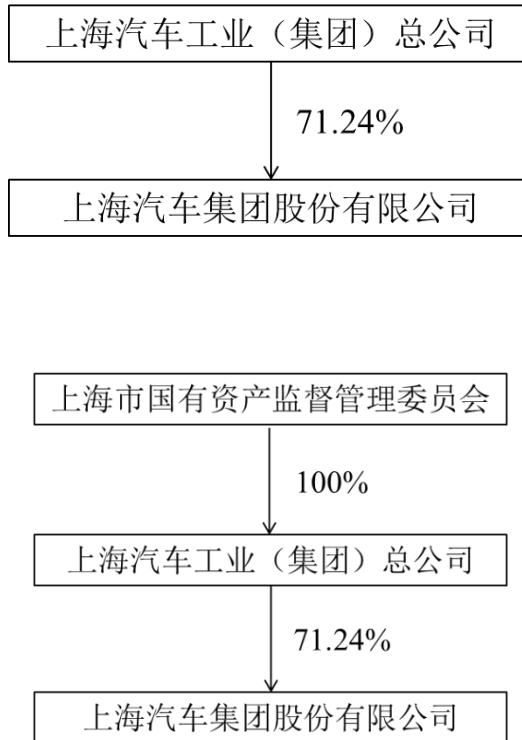 上海汽车工业（集团）总公司
71.24%
上海汽车集团股份有限公司
上海市国有资产监督管理委员会
100%
上海汽车工业（集团）总公司
71.24%
上海汽车集团股份有限公司